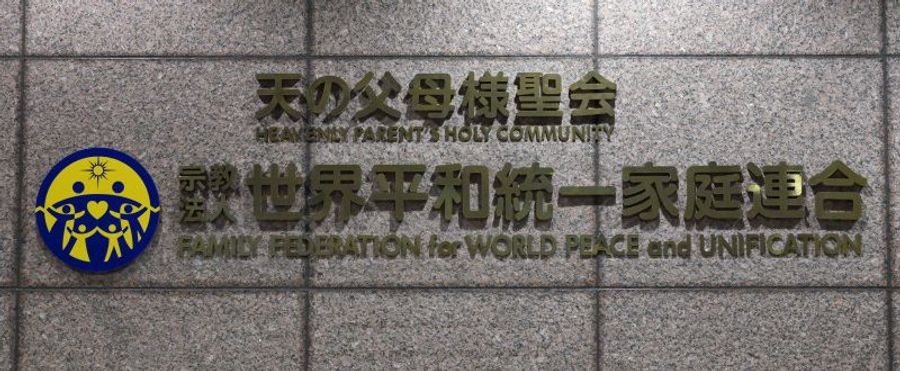 天の父母様聖会
HEAVENLY PARENT'S HOLY COMMUNITY
宗教法人 世界平和統一家庭連合
FAMILY FEDERATION for WORLD PEACE and UNIFICATION